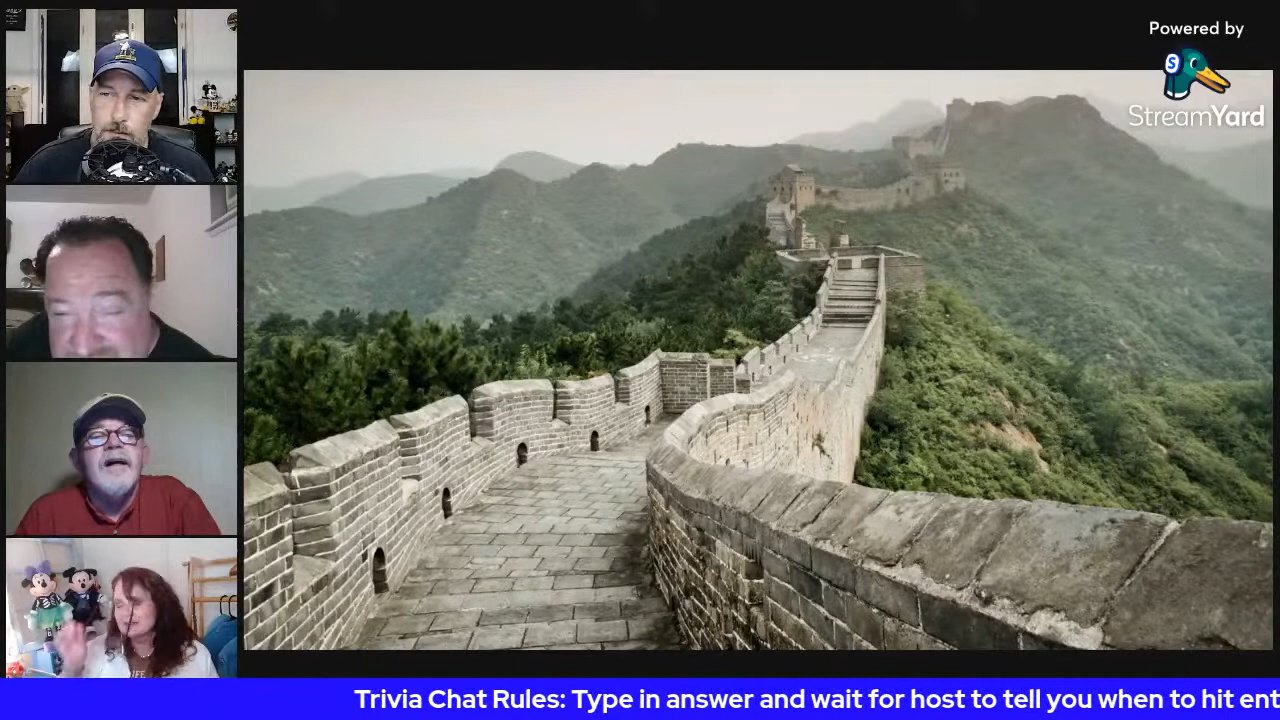 Powered by
S
StreamYard
Trivia Chat Rules: Type in answer and wait for host to tell you when to hit ent